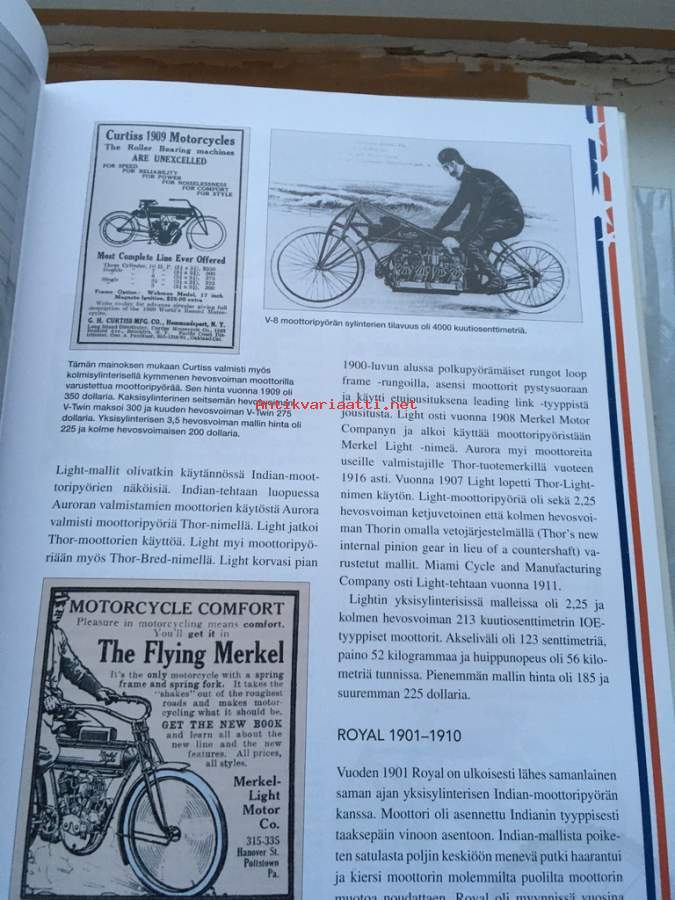 Curtiss 1909 Motorcycles
The Roller Bearing machines
ARE UNEXCELLED
FOR SPEED
FOR RELIABILITY
FOR POWER
FOR NOISELESSNESS
FOR COMFORT
FOR STYLE
Most Complete Line Ever Offered
G. H. CURTISS MFG. CO., Hammondsport, N. Y.
V-8 moottoripyörän sylinterien tilavuus oli 4000 kuutiosenttimetriä.
Tämän mainoksen mukaan Curtiss valmisti myös
kolmisylinterisellä kymmenen hevosvoiman moottorilla
varustettua moottoripyörää. Sen hinta vuonna 1909 oli
350 dollaria. Kaksisylinterinen seitsemän hevosvoiman
V-Twin maksoi 300 ja kuuden hevosvoiman V-Twin 275
dollaria. Yksisylinterisen 3,5 hevosvoiman mallin hinta oli
225 ja kolme hevosvoimaisen 200 dollaria.
Light-mallit olivatkin käytännössä Indian-moot-
toripyörien näköisiä. Indian-tehtaan luopuessa
Auroran valmistamien moottorien käytöstä Aurora
valmisti moottoripyöriä Thor-nimellä. Light jatkoi
Thor-moottorien käyttöä. Light myi moottoripyö-
riään myös Thor-Bred-nimellä. Light korvasi pian
MOTORCYCLE COMFORT
Pleasure in motorcycling means comfort.
You'll get it in
The Flying Merkel
It's the only motorcycle with a spring
frame and spring fork. It takes the
"shakes" out of the roughest
roads and makes motor-
cycling what it should be.
GET THE NEW BOOK
and learn all about the
new line and the new
features. All prices,
all styles.
Merkel-
Light
Motor
Co.
315-335
Hanover St.
Pottstown
Pa.
1900-luvun alussa polkupyörämäiset rungot loop
frame -rungoilla, asensi moottorit pystysuoraan
ja käytti etujousituksena leading link -tyyppistä
jousitusta. Light osti vuonna 1908 Merkel Motor
Companyn ja alkoi käyttää moottoripyöristään
Merkel Light -nimeä. Aurora myi moottoreita
useille valmistajille Thor-tuotemerkillä vuoteen
1916 asti. Vuonna 1907 Light lopetti Thor-Light-
nimen käytön. Light-moottoripyöriä oli sekä 2,25
hevosvoiman ketjuvetoinen että kolmen hevosvoi-
man Thorin omalla vetojärjestelmällä (Thor's new
internal pinion gear in lieu of a countershaft) va-
rustetut mallit. Miami Cycle and Manufacturing
Company osti Light-tehtaan vuonna 1911.
Lightin yksisylinterisissä malleissa oli 2,25 ja
kolmen hevosvoiman 213 kuutiosenttimetrin IOE-
tyyppiset moottorit. Akseliväli oli 123 senttimetriä,
paino 52 kilogrammaa ja huippunopeus oli 56 kilo-
metriä tunnissa. Pienemmän mallin hinta oli 185 ja
suuremman 225 dollaria.
ROYAL 1901–1910
Vuoden 1901 Royal on ulkoisesti lähes samanlainen
saman ajan yksisylinterisen Indian-moottoripyörän
kanssa. Moottori oli asennettu Indianin tyyppisesti
taaksepäin vinoon asentoon. Indian-mallista poike-
ten satulasta poljin keskiöön menevä putki haarantui
ja kiersi moottorin molemmilta puolilta moottorin
muotoa noudattaen. Royal oli myynnissä vuosina
Antikvariaatti.net